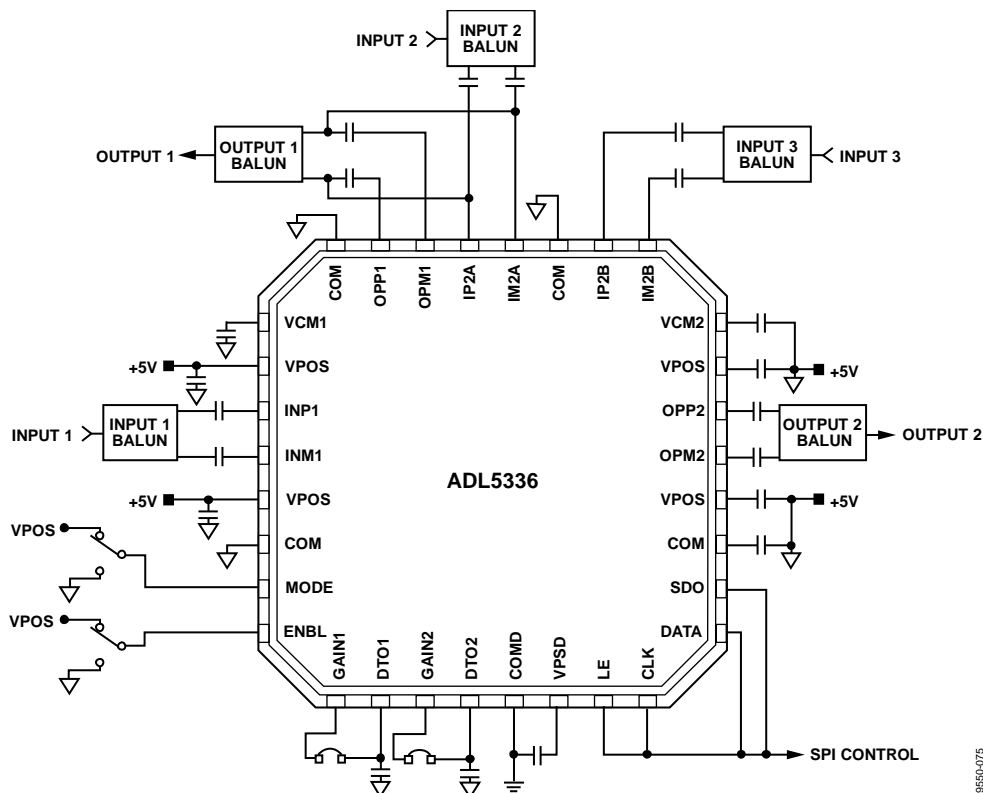 INPUT 2
INPUT 2
BALUN
OUTPUT 1
OUTPUT 1
BALUN
INPUT 3
BALUN
INPUT 3
COM
OPP1
OPM1
IP2A
IM2A
COM
IP2B
IM2B
VCM1
VCM2
+5V
VPOS
VPOS
+5V
INPUT 1
INPUT 1
BALUN
INP1
INM1
OPP2
OPM2
OUTPUT 2
BALUN
OUTPUT 2
ADL5336
+5V
VPOS
VPOS
+5V
VPOS
COM
COM
MODE
SDO
VPOS
ENBL
DATA
GAIN1
DTO1
GAIN2
DTO2
COMD
VPSD
LE
CLK
SPI CONTROL
9550-075